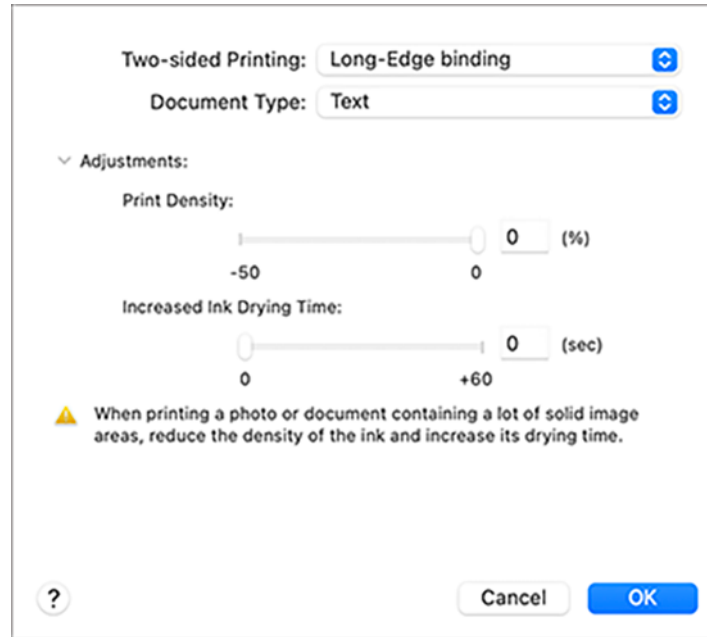 Two-sided Printing: Long-Edge binding
Document Type: Text
Adjustments:
Print Density:
0 (%)
-50 0
Increased Ink Drying Time:
0 (sec)
0 +60
When printing a photo or document containing a lot of solid image
areas, reduce the density of the ink and increase its drying time.
? Cancel OK